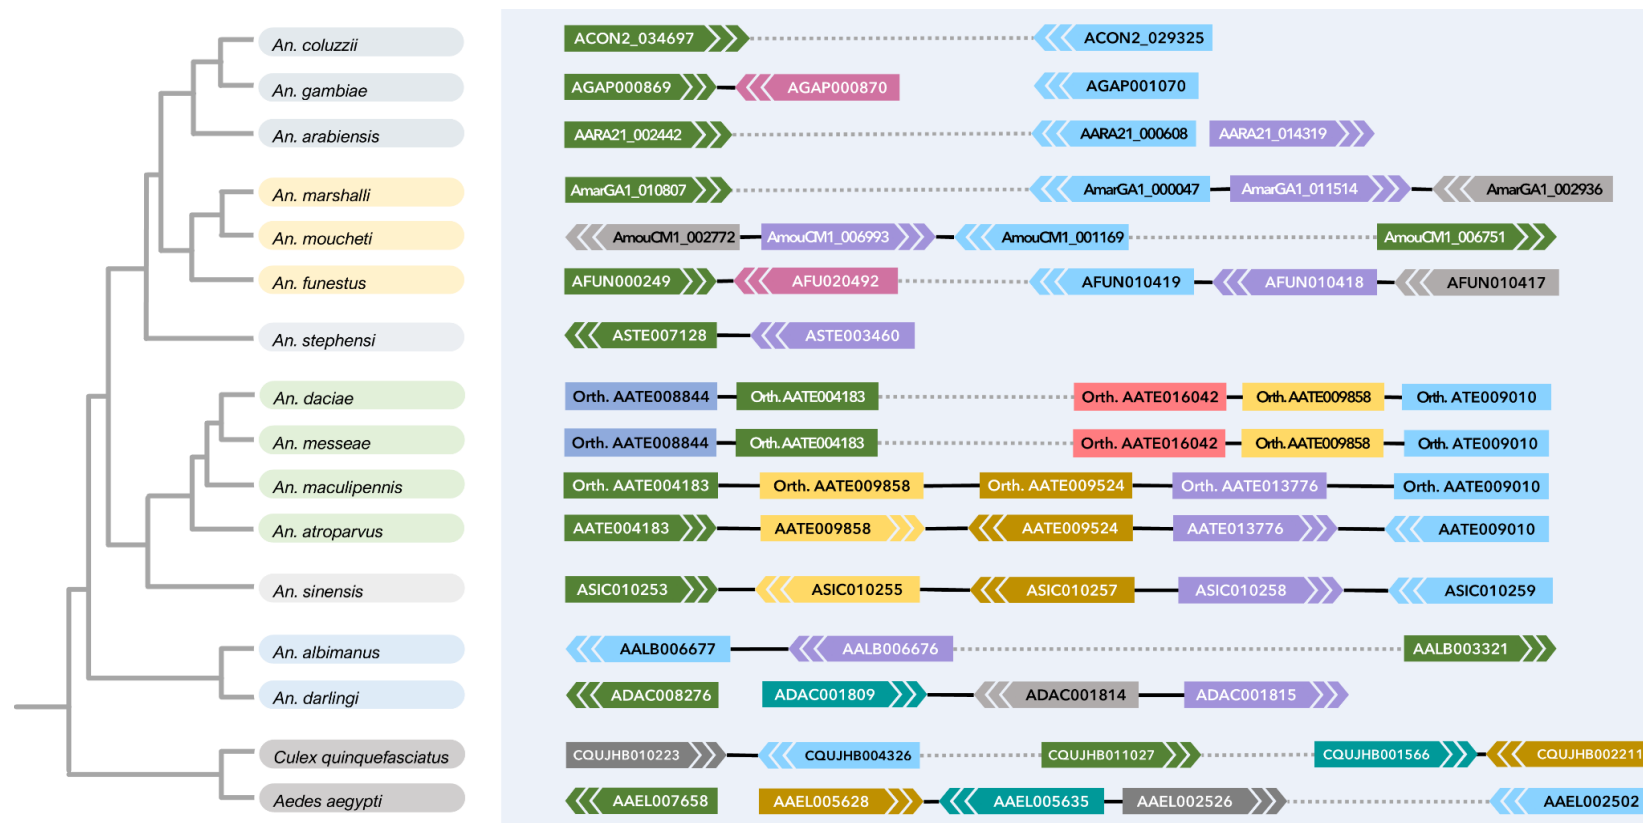 An. coluzzii ACON2_034697 ACON2_029325
An. gambiae AGAP000869 AGAP000870 AGAP001070
An. arabiensis AARA21_002442 AARA21_000608 AARA21_014319
An. marshalli AmarGA1_010807 AmarGA1_000047 AmarGA1_011514 AmarGA1_002936
An. moucheti AmouCM1_002772 AmouCM1_006993 AmouCM1_001169 AmouCM1_006751
An. funestus AFUN000249 AFU020492 AFUN010419 AFUN010418 AFUN010417
An. stephensi ASTE007128 ASTE003460
An. daciae Orth. AATE008844 Orth. AATE004183 Orth. AATE016042 Orth. AATE009858 Orth. ATE009010
An. messeae Orth. AATE008844 Orth. AATE004183 Orth. AATE016042 Orth. AATE009858 Orth. ATE009010
An. maculipennis Orth. AATE004183 Orth. AATE009858 Orth. AATE009524 Orth. AATE013776 Orth. AATE009010
An. atroparvus AATE004183 AATE009858 AATE009524 AATE013776 AATE009010
An. sinensis ASIC010253 ASIC010255 ASIC010257 ASIC010258 ASIC010259
An. albimanus AALB006677 AALB006676 AALB003321
An. darlingi ADAC008276 ADAC001809 ADAC001814 ADAC001815
Culex quinquefasciatus CQUJHB010223 CQUJHB004326 CQUJHB011027 CQUJHB001566 CQUJHB002211
Aedes aegypti AAEL007658 AAEL005628 AAEL005635 AAEL002526 AAEL002502